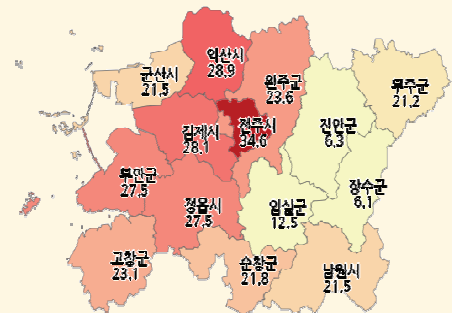 익산시
28.9
군산시
21.5
완주군
23.6
무주군
21.2
전주시
34.6
김제시
28.1
진안군
6.3
부안군
27.5
장수군
6.1
정읍시
27.5
임실군
12.5
고창군
23.1
순창군
21.8
남원시
21.5